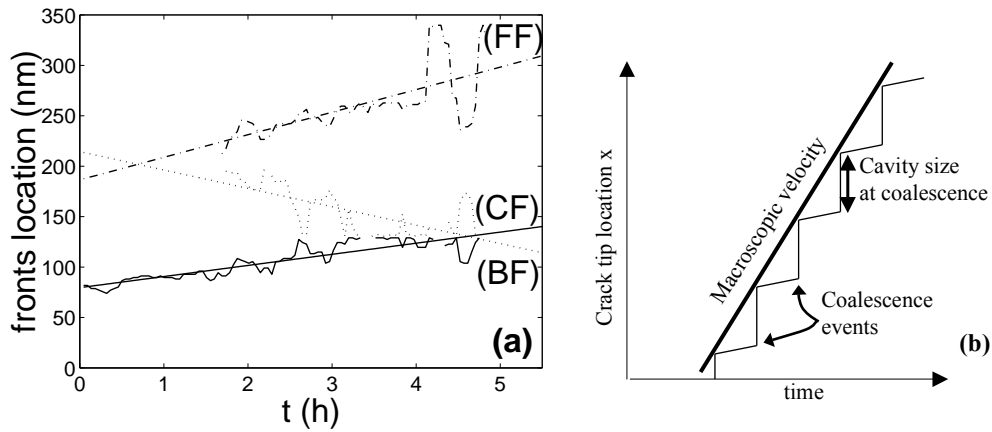 350
300
250
200
150
100
50
0
0
1
2
3
4
5
fronts location (nm)
t (h)
(FF)
(CF)
(BF)
(a)
Crack tip location x
time
Macroscopic velocity
Cavity size
at coalescence
Coalescence
events
(b)